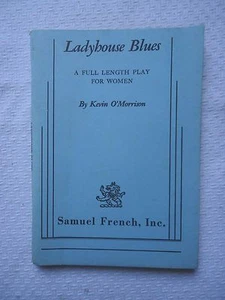 Ladyhouse Blues
A FULL LENGTH PLAY
FOR WOMEN
By Kevin O'Morrison
Samuel French, Inc.